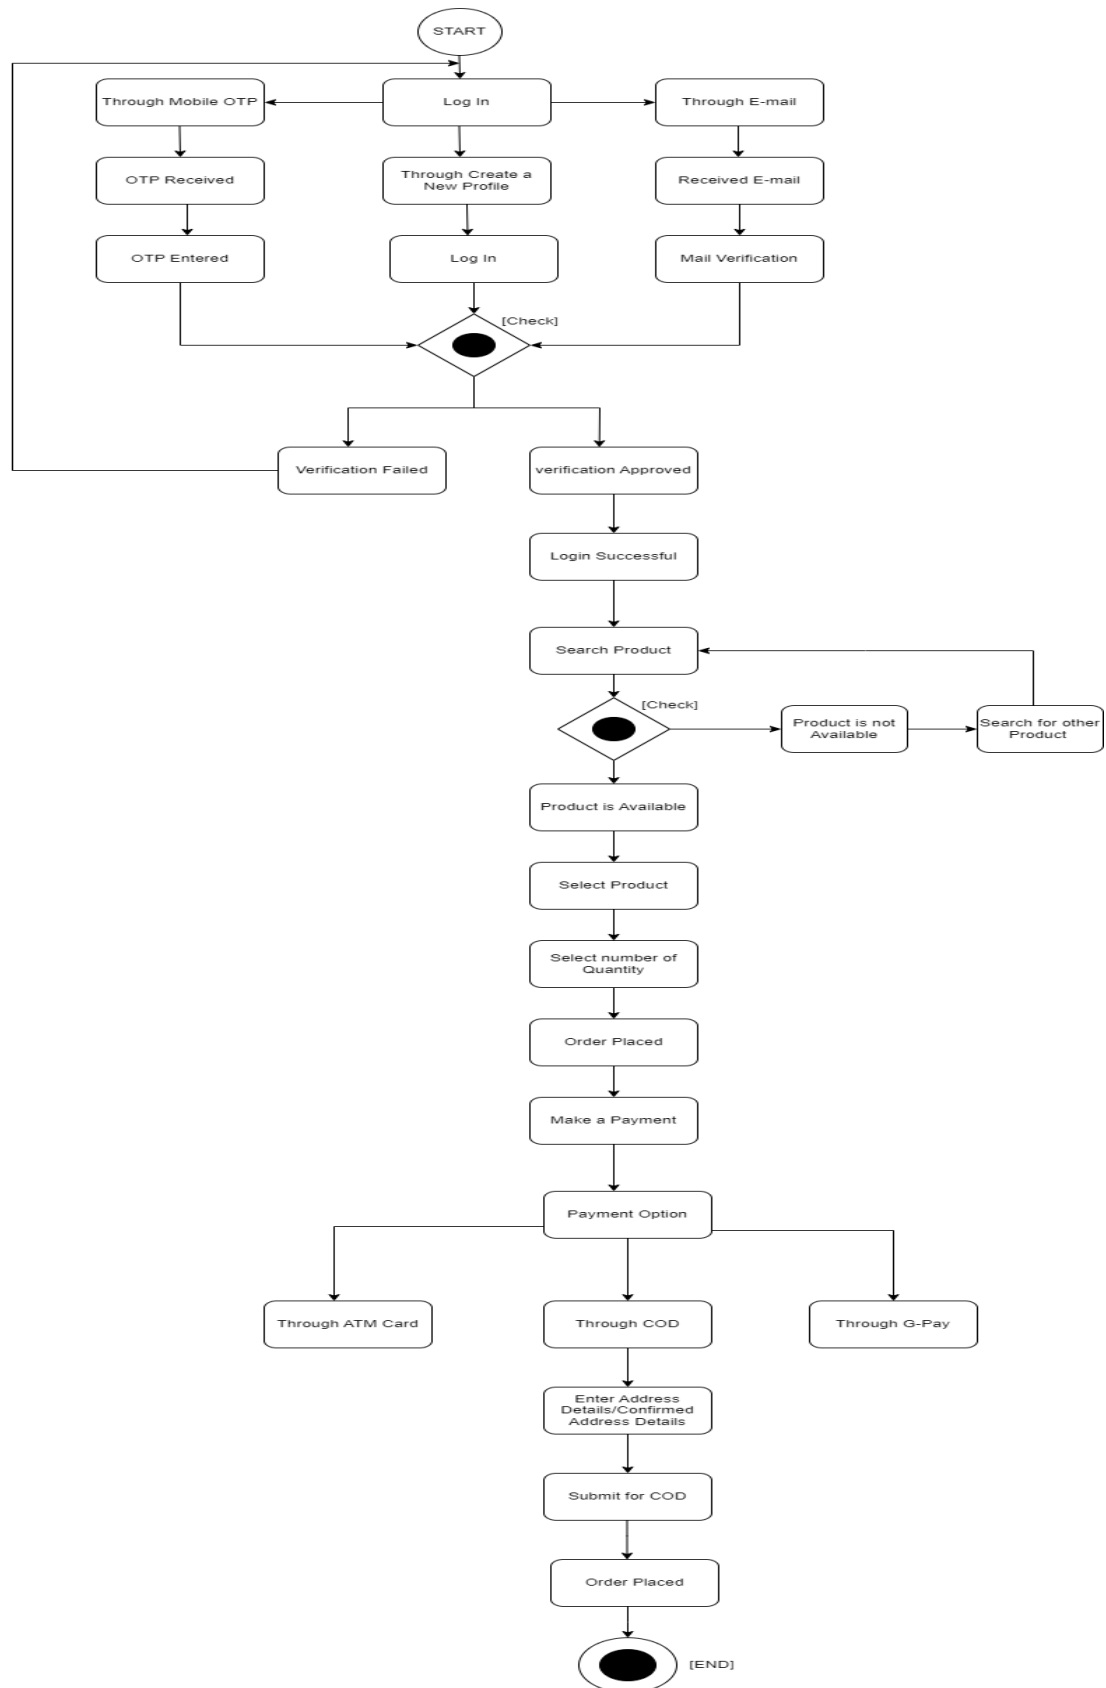 START
Through Mobile OTP
Log In
Through E-mail
OTP Received
Through Create a
New Profile
Received E-mail
OTP Entered
Log In
Mail Verification
[Check]
Verification Failed
verification Approved
Login Successful
Search Product
[Check]
Product is not
Available
Search for other
Product
Product is Available
Select Product
Select number of
Quantity
Order Placed
Make a Payment
Payment Option
Through ATM Card
Through COD
Through G-Pay
Enter Address
Details/Confirmed
Address Details
Submit for COD
Order Placed
[END]